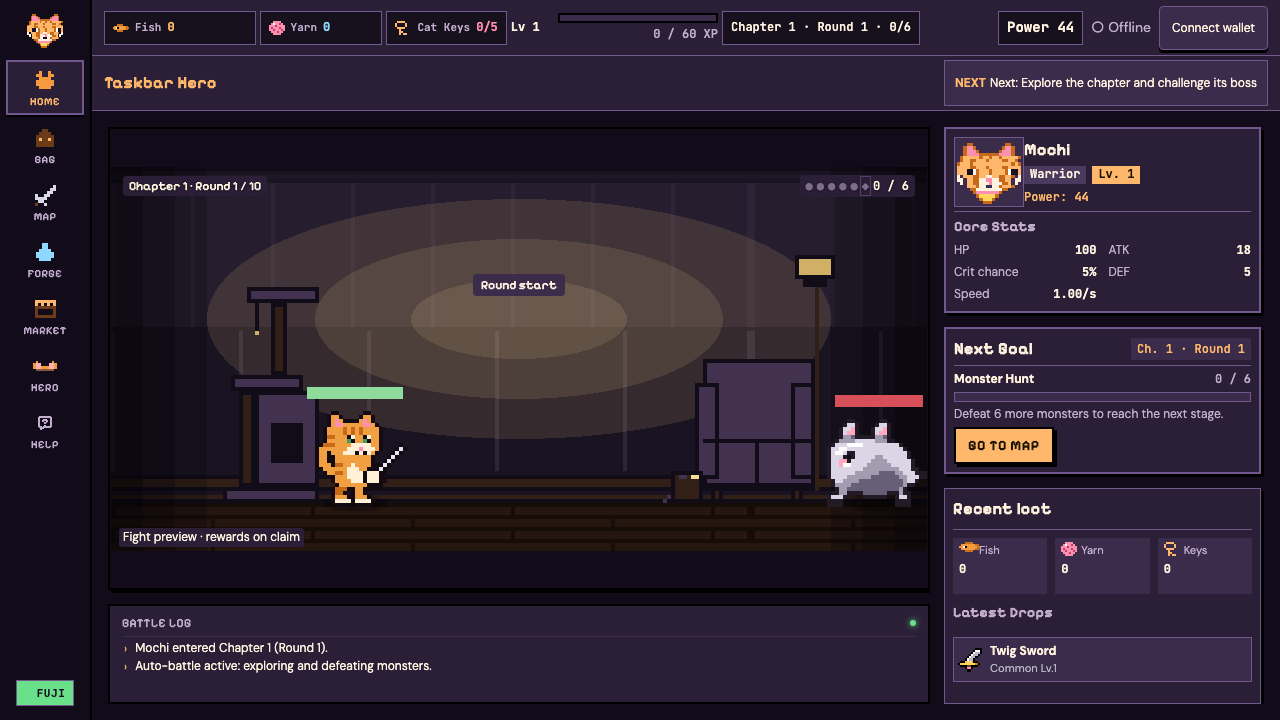 Fish 0
Yarn 0
Cat Keys 0/5
Lv 1
0 / 60 XP
Chapter 1 · Round 1 · 0/6
Power 44
Offline
Connect wallet
HOME
BAG
MAP
FORGE
MARKET
HERO
HELP
FUJI
Taskbar Hero
NEXT Next: Explore the chapter and challenge its boss
Chapter 1 · Round 1 / 10
0 / 6
Round start
Fight preview · rewards on claim
BATTLE LOG
› Mochi entered Chapter 1 (Round 1).
› Auto-battle active: exploring and defeating monsters.
Mochi
Warrior Lv. 1
Power: 44
Core Stats
HP 100 ATK 18
Crit chance 5% DEF 5
Speed 1.00/s
Next Goal
Ch. 1 · Round 1
Monster Hunt 0 / 6
Defeat 6 more monsters to reach the next stage.
GO TO MAP
Recent loot
Fish Yarn Keys
0 0 0
Latest Drops
Twig Sword
Common Lv.1